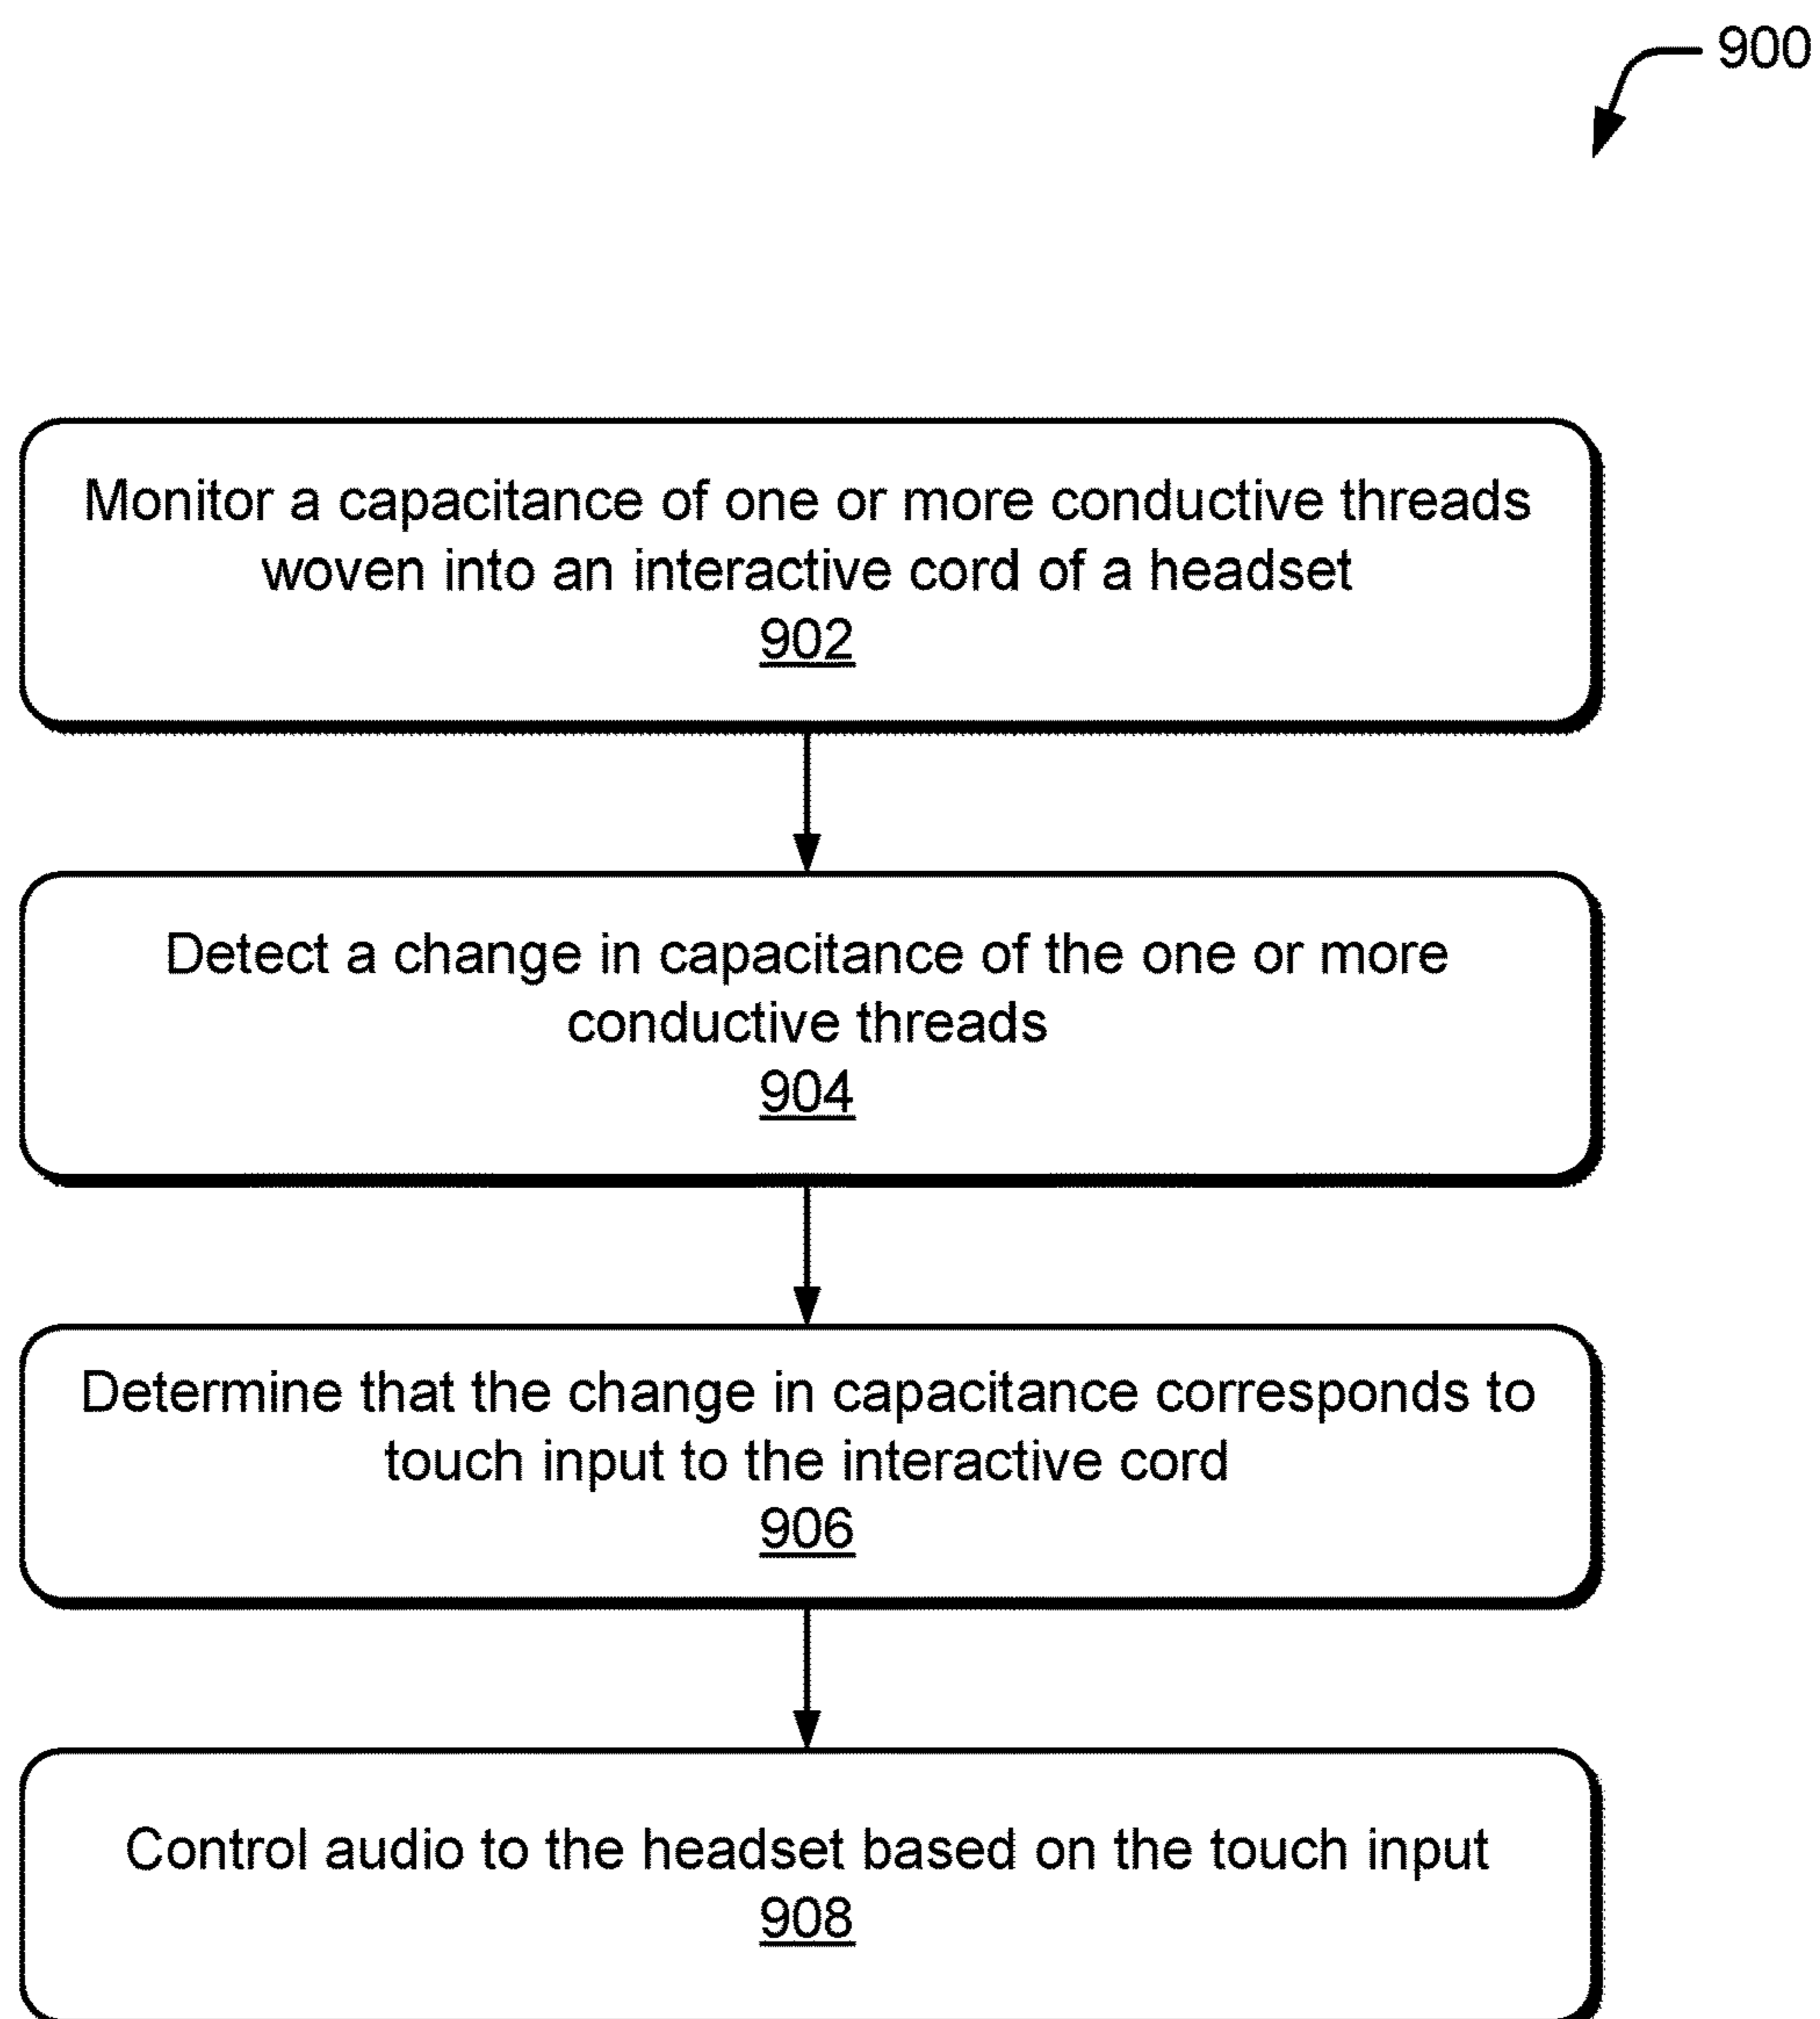 900
Monitor a capacitance of one or more conductive threads
woven into an interactive cord of a headset
902
Detect a change in capacitance of the one or more
conductive threads
904
Determine that the change in capacitance corresponds to
touch input to the interactive cord
906
Control audio to the headset based on the touch input
908